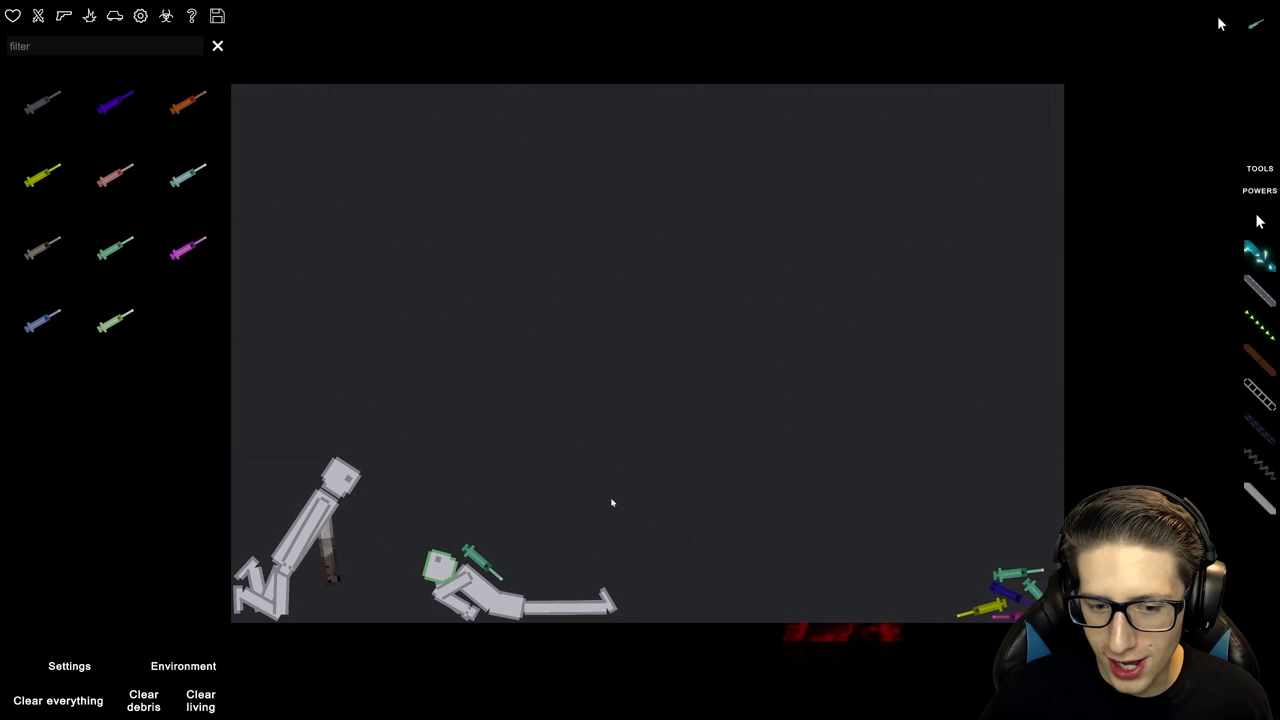 filter
TOOLS
POWERS
Settings
Environment
Clear everything
Clear
debris
Clear
living